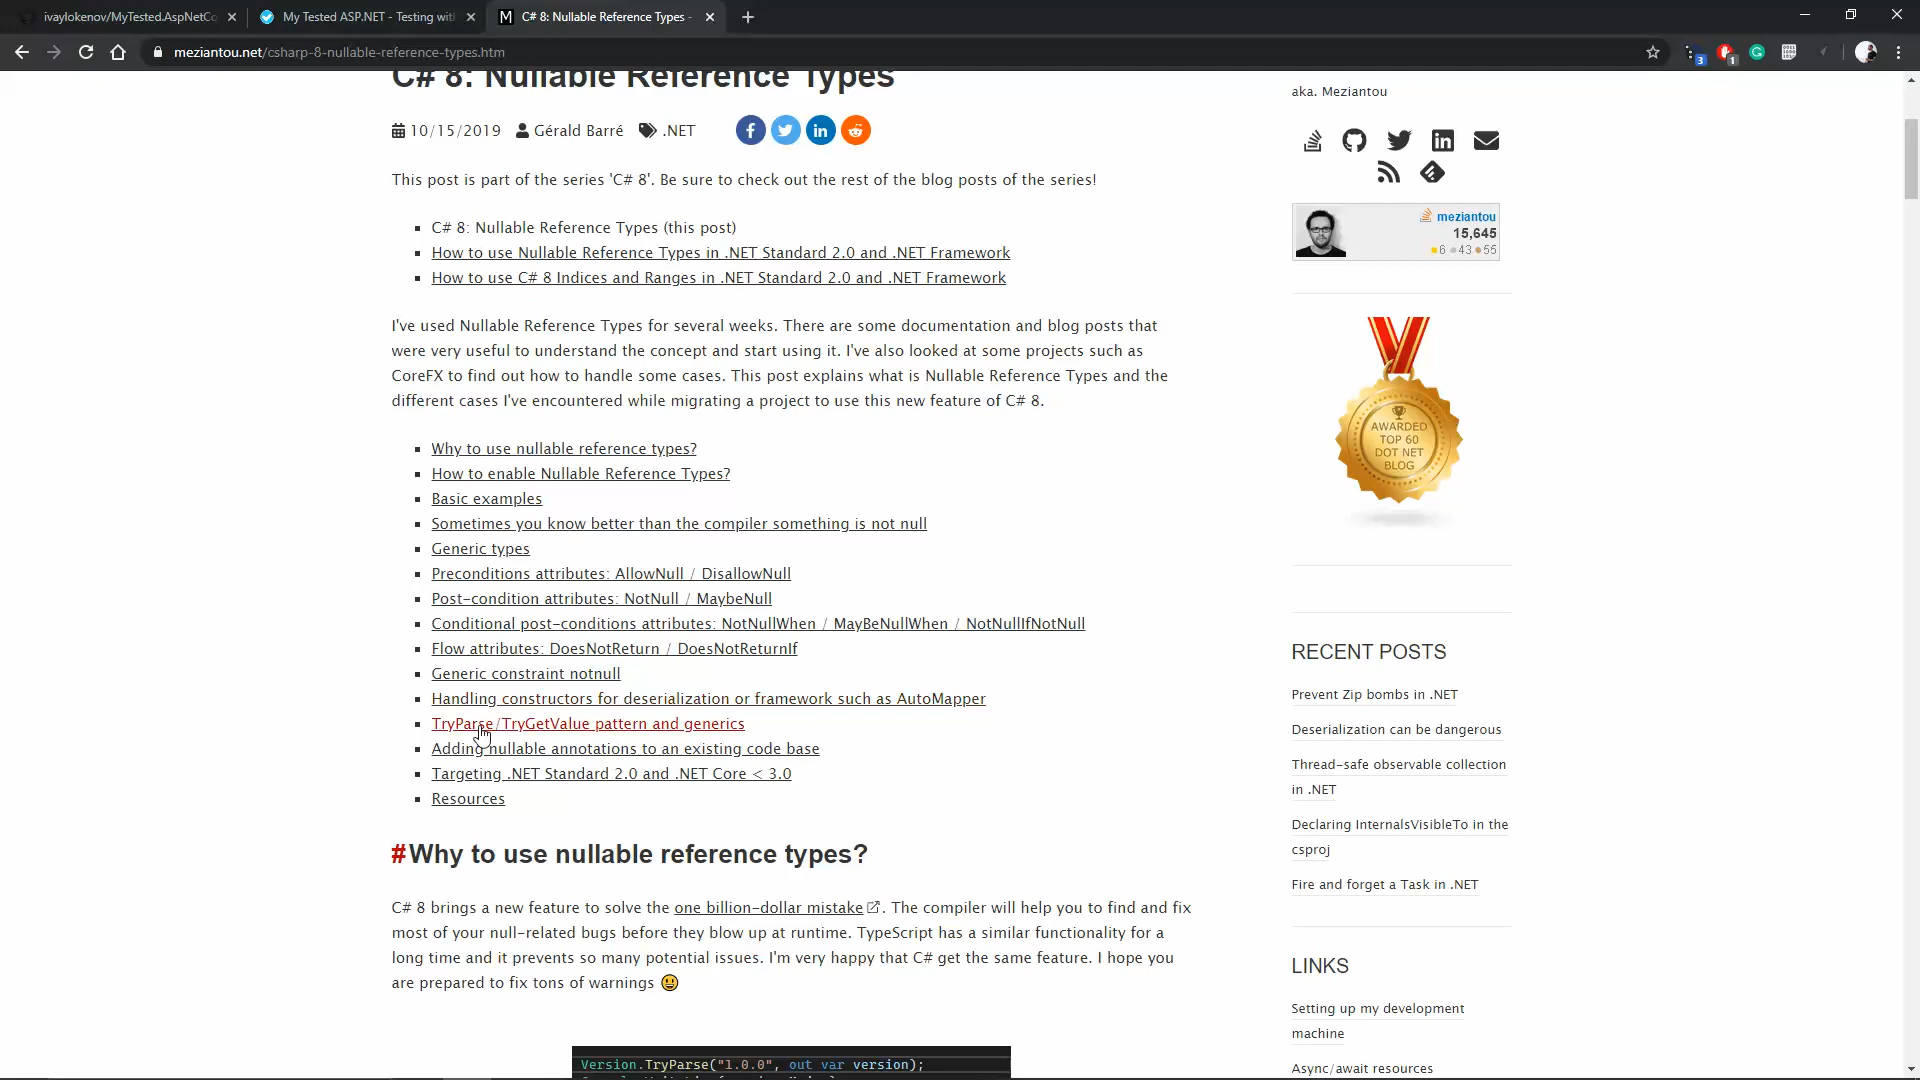 ivaylokenov/MyTested.AspNetCo
My Tested ASP.NET - Testing with
C# 8: Nullable Reference Types -
meziantou.net/csharp-8-nullable-reference-types.htm
3
1
C# 8: Nullable Reference Types
10/15/2019 Gérald Barré .NET
This post is part of the series 'C# 8'. Be sure to check out the rest of the blog posts of the series!
C# 8: Nullable Reference Types (this post)
How to use Nullable Reference Types in .NET Standard 2.0 and .NET Framework
How to use C# 8 Indices and Ranges in .NET Standard 2.0 and .NET Framework
I've used Nullable Reference Types for several weeks. There are some documentation and blog posts that
were very useful to understand the concept and start using it. I've also looked at some projects such as
CoreFX to find out how to handle some cases. This post explains what is Nullable Reference Types and the
different cases I've encountered while migrating a project to use this new feature of C# 8.
Why to use nullable reference types?
How to enable Nullable Reference Types?
Basic examples
Sometimes you know better than the compiler something is not null
Generic types
Preconditions attributes: AllowNull / DisallowNull
Post-condition attributes: NotNull / MaybeNull
Conditional post-conditions attributes: NotNullWhen / MayBeNullWhen / NotNullIfNotNull
Flow attributes: DoesNotReturn / DoesNotReturnIf
Generic constraint notnull
Handling constructors for deserialization or framework such as AutoMapper
TryParse/TryGetValue pattern and generics
Adding nullable annotations to an existing code base
Targeting .NET Standard 2.0 and .NET Core < 3.0
Resources
#Why to use nullable reference types?
C# 8 brings a new feature to solve the one billion-dollar mistake. The compiler will help you to find and fix
most of your null-related bugs before they blow up at runtime. TypeScript has a similar functionality for a
long time and it prevents so many potential issues. I'm very happy that C# get the same feature. I hope you
are prepared to fix tons of warnings 😃
Version.TryParse("1.0.0", out var version);
aka. Meziantou
meziantou
15,645
6 43 55
AWARDED
TOP 60
DOT NET
BLOG
RECENT POSTS
Prevent Zip bombs in .NET
Deserialization can be dangerous
Thread-safe observable collection
in .NET
Declaring InternalsVisibleTo in the
csproj
Fire and forget a Task in .NET
LINKS
Setting up my development
machine
Async/await resources